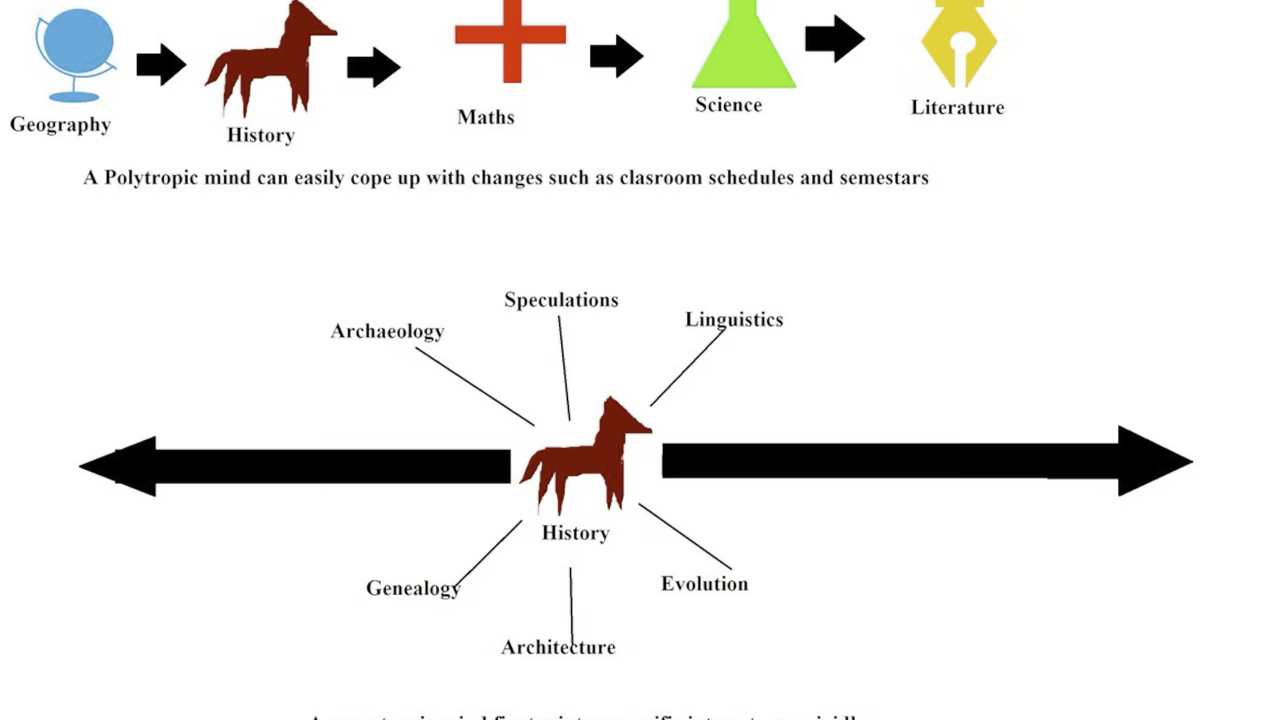 Geography
History
Maths
Science
Literature
A Polytropic mind can easily cope up with changes such as clasroom schedules and semestars
Speculations
Linguistics
Archaeology
History
Genealogy
Evolution
Architecture